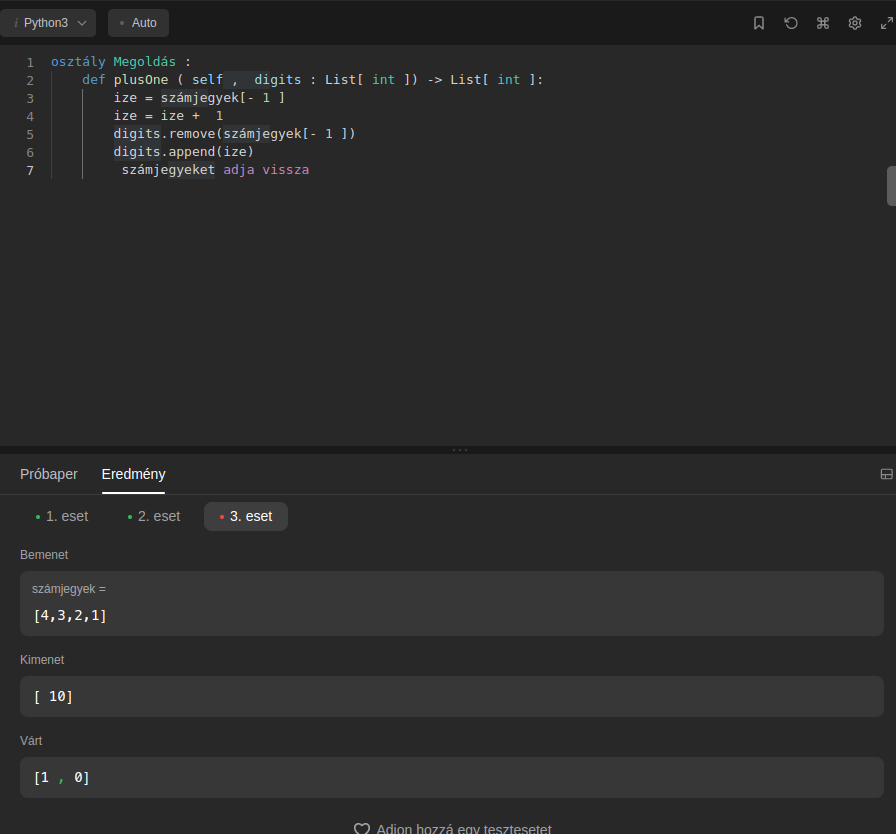 i Python3 Auto
1 osztály Megoldás :
2 def plusOne ( self , digits : List[ int ]) -> List[ int ]:
3 ize = számjegyek[- 1 ]
4 ize = ize + 1
5 digits.remove(számjegyek[- 1 ])
6 digits.append(ize)
7 számjegyeket adja vissza
Próbaper Eredmény
1. eset 2. eset 3. eset
Bemenet
számjegyek =
[4,3,2,1]
Kimenet
[ 10]
Várt
[1 , 0]
Adjon hozzá egy tesztesetet